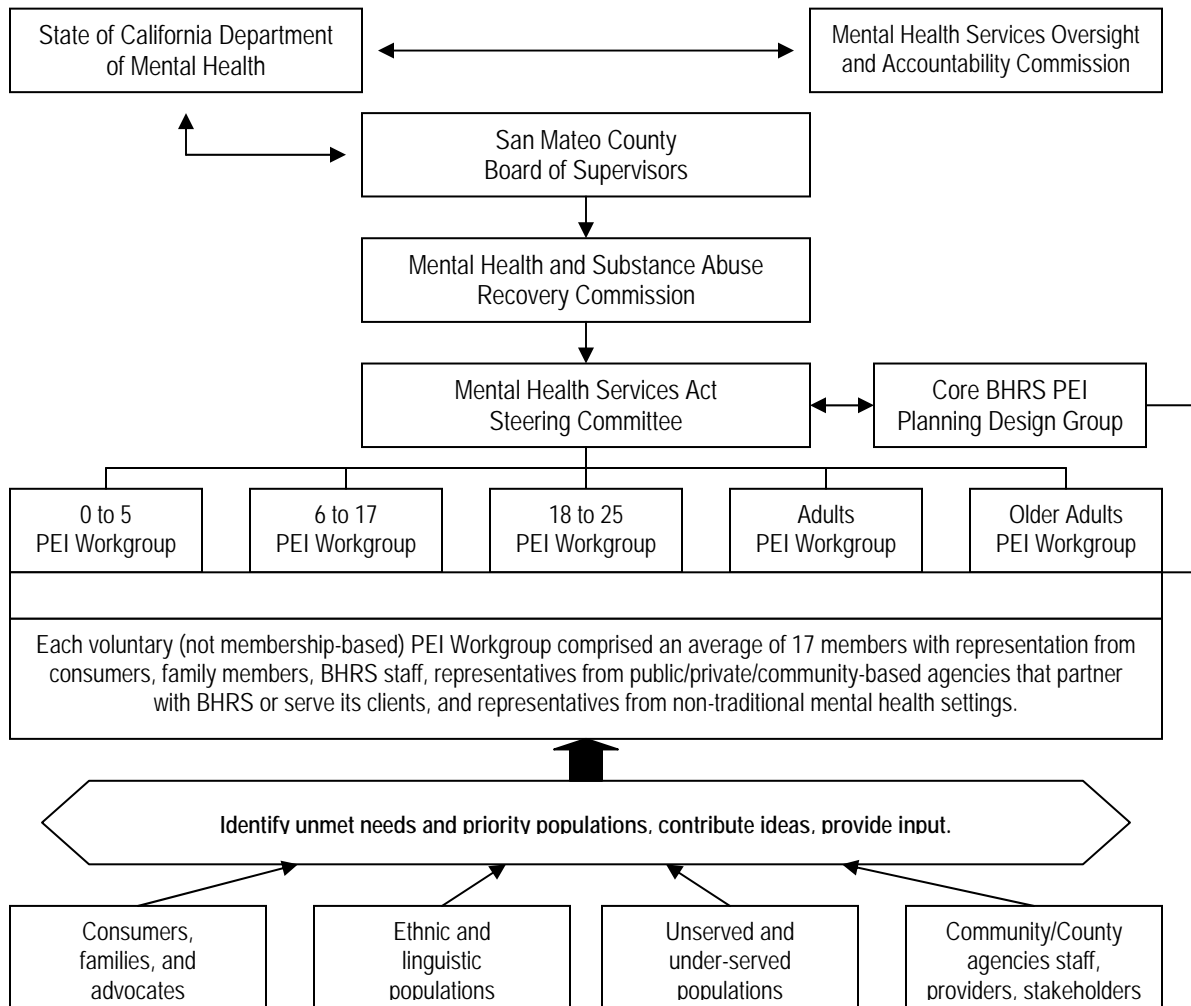 State of California Department
of Mental Health
Mental Health Services Oversight
and Accountability Commission
San Mateo County
Board of Supervisors
Mental Health and Substance Abuse
Recovery Commission
Mental Health Services Act
Steering Committee
Core BHRS PEI
Planning Design Group
0 to 5
PEI Workgroup
6 to 17
PEI Workgroup
18 to 25
PEI Workgroup
Adults
PEI Workgroup
Older Adults
PEI Workgroup
Each voluntary (not membership-based) PEI Workgroup comprised an average of 17 members with representation from
consumers, family members, BHRS staff, representatives from public/private/community-based agencies that partner
with BHRS or serve its clients, and representatives from non-traditional mental health settings.
Identify unmet needs and priority populations, contribute ideas, provide input.
Consumers,
families, and
advocates
Ethnic and
linguistic
populations
Unserved and
under-served
populations
Community/County
agencies staff,
providers, stakeholders